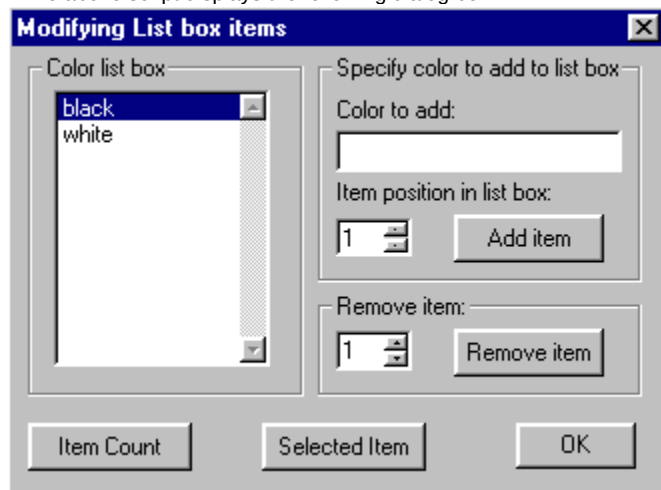 Modifying List box items
Color list box
black
white
Specify color to add to list box
Color to add:
Item position in list box:
1
Add item
Remove item:
1
Remove item
Item Count
Selected Item
OK